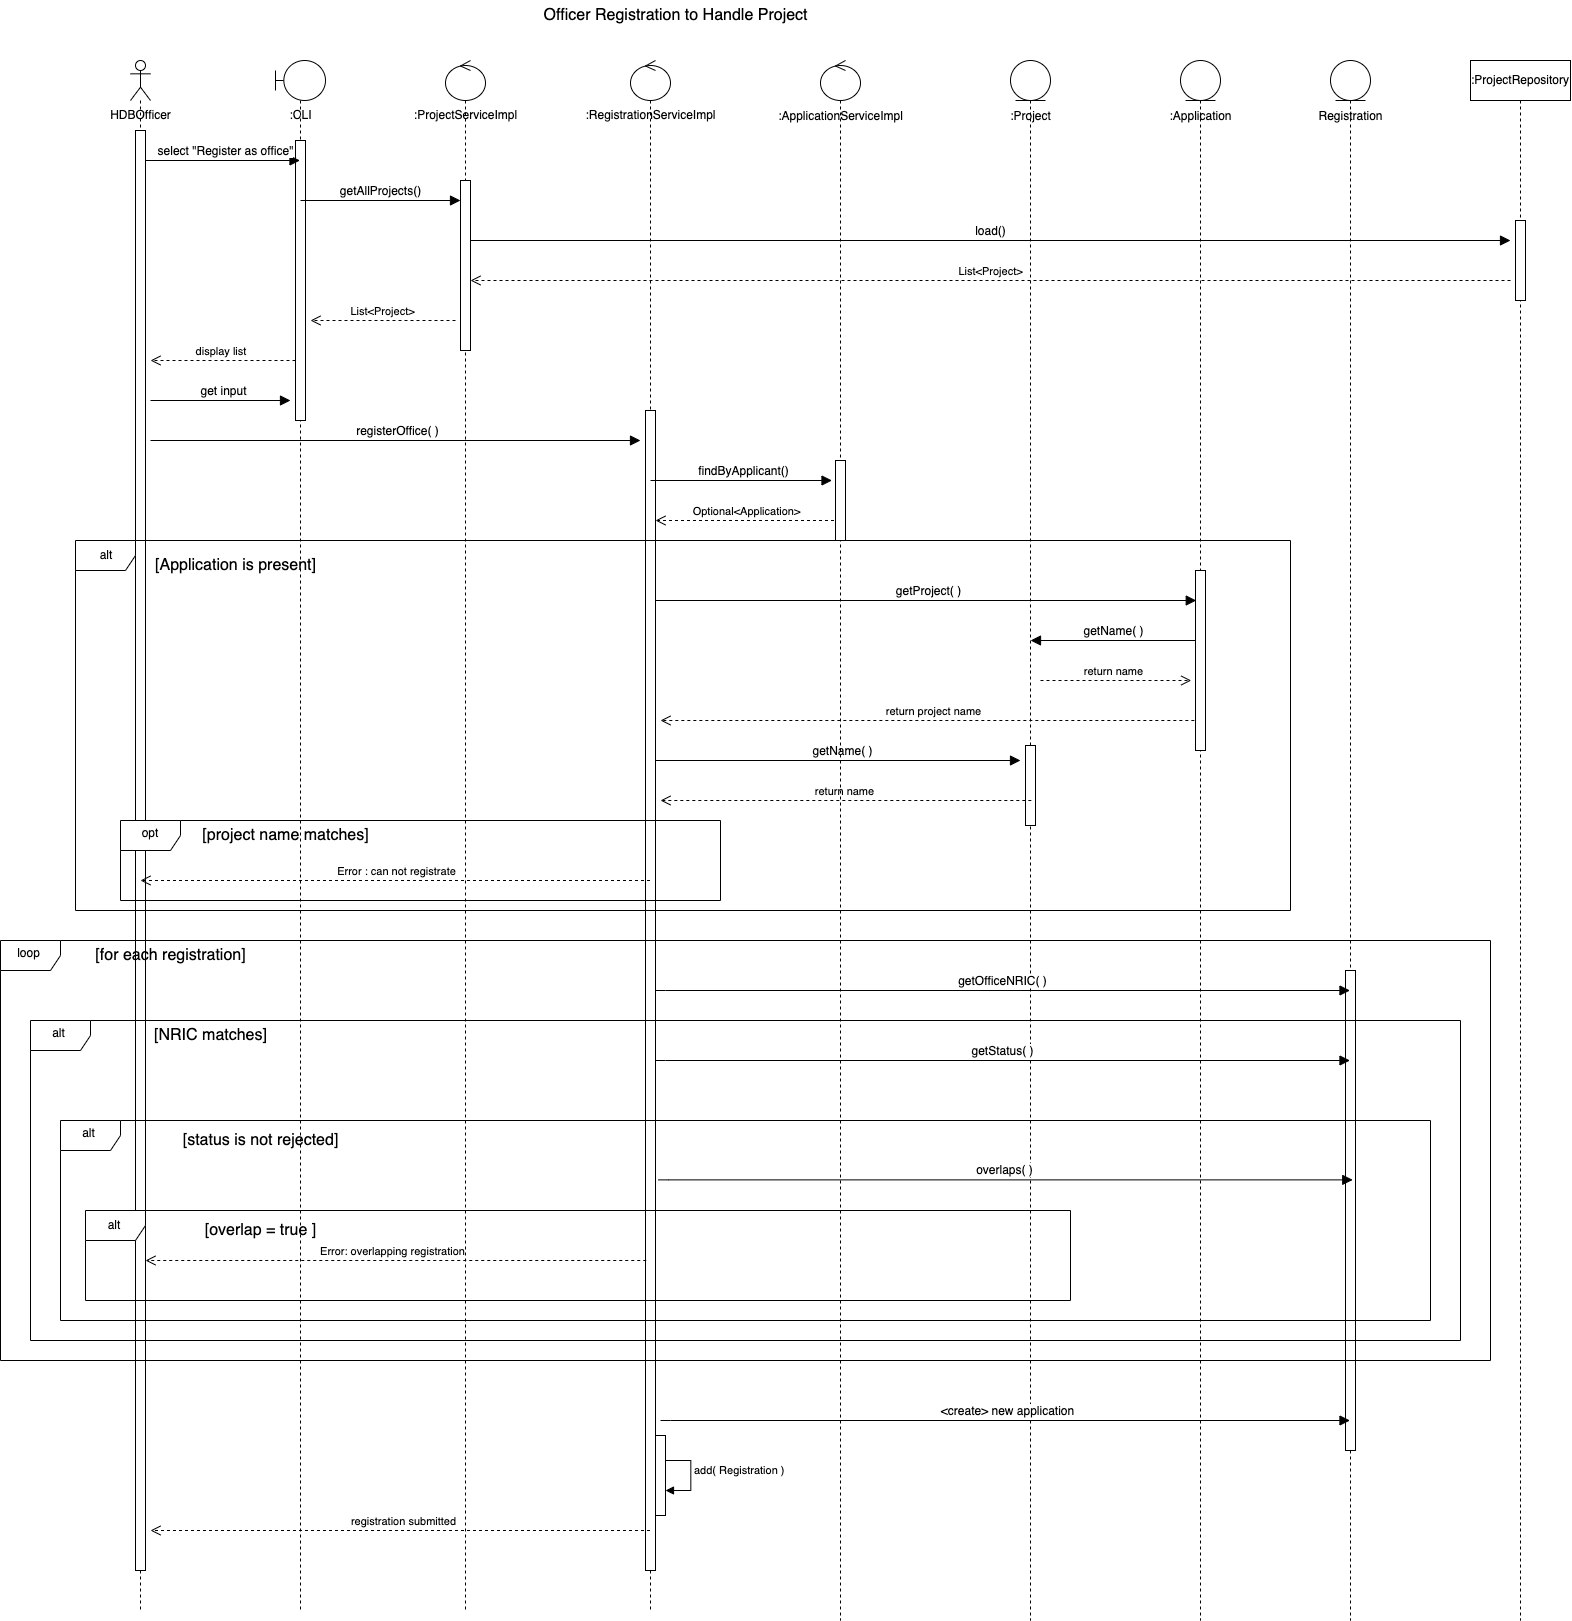 Officer Registration to Handle Project
HDBOfficer
:CLI
:ProjectServiceImpl
:RegistrationServiceImpl
:ApplicationServiceImpl
:Project
:Application
Registration
:ProjectRepository
select "Register as office"
getAllProjects()
load()
List<Project>
List<Project>
display list
get input
registerOffice( )
findByApplicant()
Optional<Application>
alt
[Application is present]
getProject( )
getName( )
return name
return project name
getName( )
return name
opt
[project name matches]
Error : can not registrate
loop
[for each registration]
getOfficeNRIC( )
alt
[NRIC matches]
getStatus( )
alt
[status is not rejected]
overlaps( )
alt
[overlap = true ]
Error: overlapping registration
<create> new application
add( Registration )
registration submitted